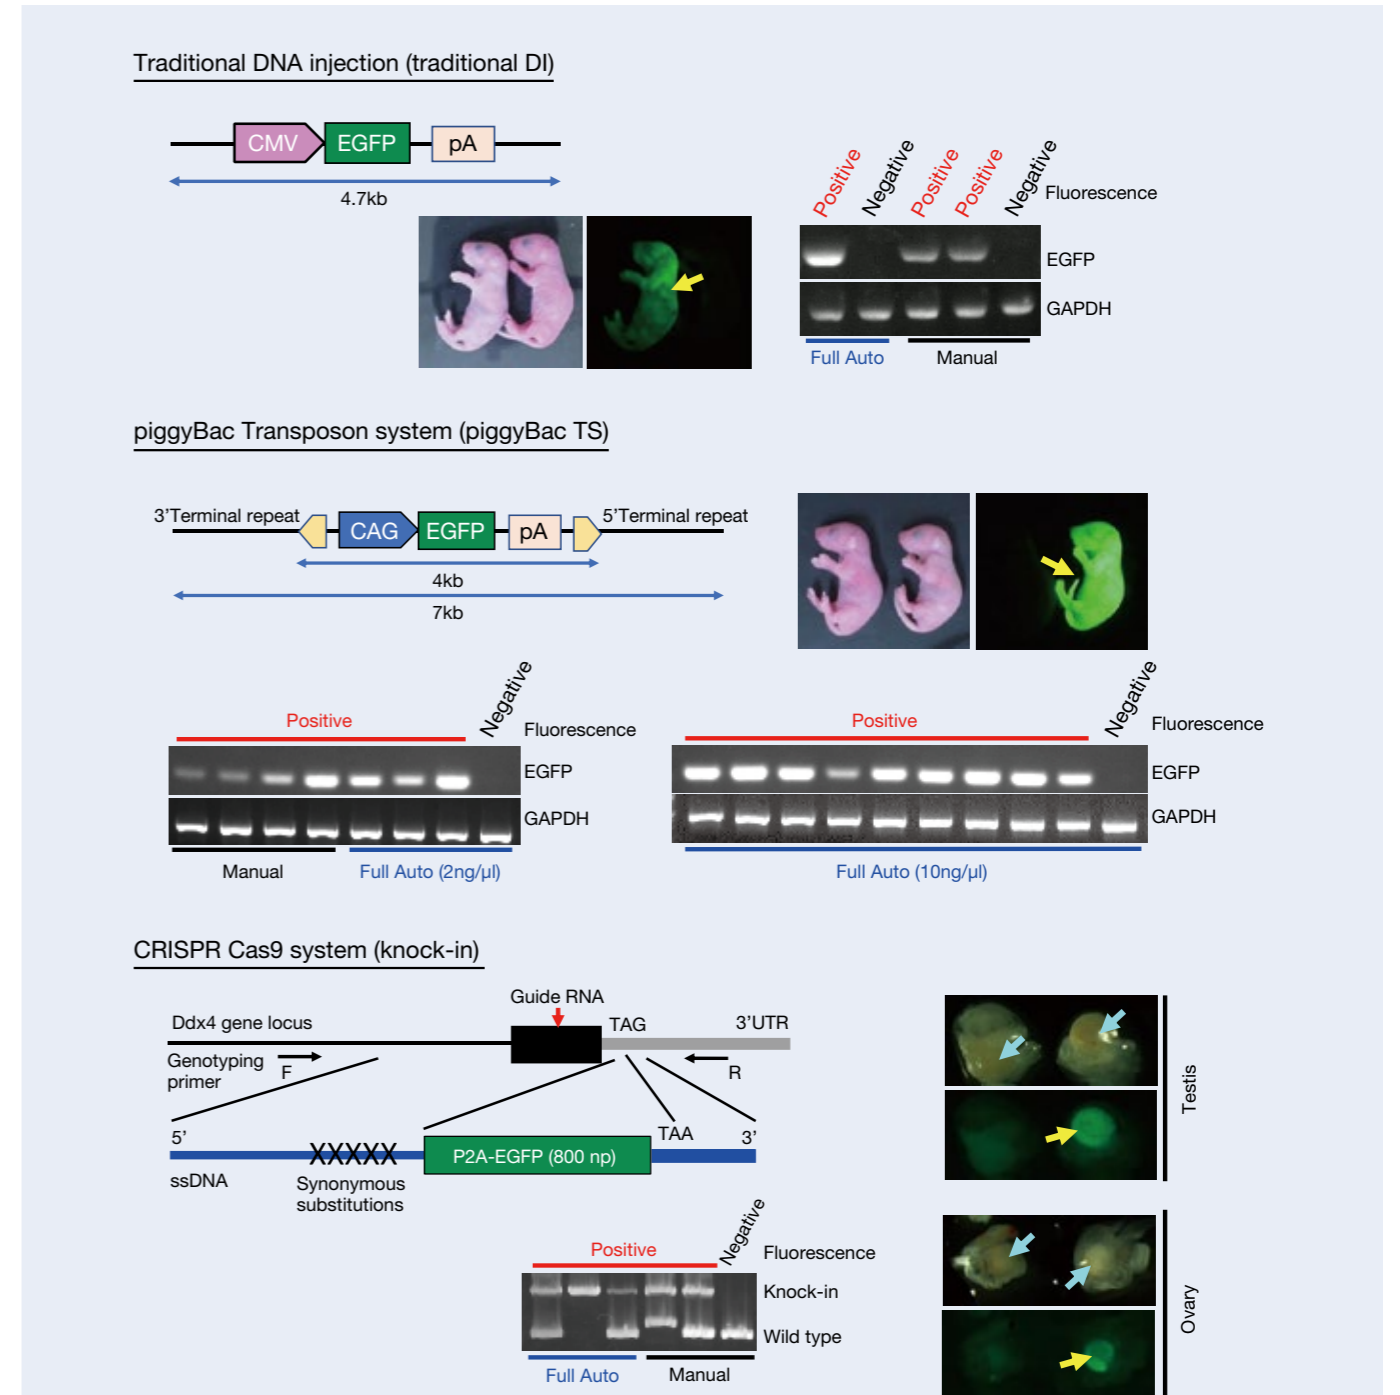 Traditional DNA injection (traditional DI)
CMV EGFP pA
4.7kb
Positive Negative Positive Positive Negative Fluorescence
EGFP
GAPDH
Full Auto Manual
piggyBac Transposon system (piggyBac TS)
3'Terminal repeat CAG EGFP pA 5'Terminal repeat
4kb
7kb
Positive Negative Fluorescence
EGFP
GAPDH
Manual Full Auto (2ng/µl)
Positive Negative Fluorescence
EGFP
GAPDH
Full Auto (10ng/µl)
CRISPR Cas9 system (knock-in)
Guide RNA
Ddx4 gene locus TAG 3'UTR
Genotyping
primer F R
5' TAA 3'
XXXXX P2A-EGFP (800 np)
ssDNA Synonymous
substitutions
Positive Negative Fluorescence
Knock-in
Wild type
Full Auto Manual
Testis
Ovary